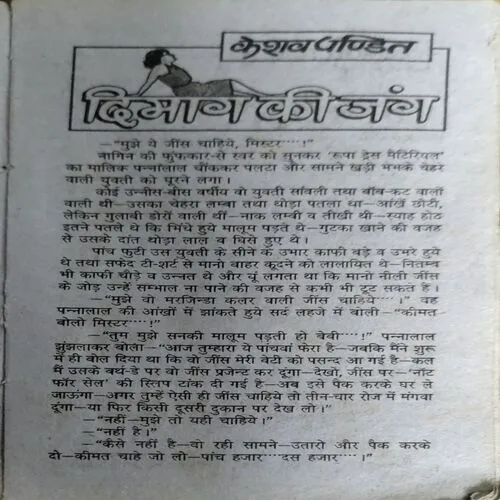 केशव पण्डित
दिमाग की जंग
—“मुझे ये जींस चाहिये, मिस्टर····!”
नागिन की फुंफकार-से स्वर को सुनकर ‘रूपा ड्रेस मैटिरियल’
का मालिक पन्नालाल चौंककर पलटा और सामने खड़ी भभके चेहरे
वाली युवती को घूरने लगा।
कोई उन्नीस-बीस वर्षीय वो युवती सांवली तथा बॉब-कट बालों
वाली थी—उसका चेहरा लम्बा तथा थोड़ा पतला था—आंखें छोटी,
लेकिन गुलाबी डोरों वाली थीं—नाक लम्बी व तीखी थी—स्याह होठ
इतने पतले थे कि भिंचे हुये मालूम पड़ते थे—गुटका खाने की वजह
से उसके दांत थोड़ा लाल व घिसे हुए थे।
पांच फुटी उस युवती के सीने के उभार काफी बड़े व उभरे हुये
थे तथा सफेद टी-शर्ट से मानो बाहर कूदने को लालायित थे—नितम्ब
भी काफी चौड़े व उन्नत थे और यूं लगता था कि मानो नीली जींस
के जोड़ उन्हें सम्भाल ना पाने की वजह से कभी भी टूट सकते हैं।
—“मुझे वो मरजिन्डा कलर वाली जींस चाहिये····।” वह
पन्नालाल की आंखों में झांकते हुये सर्द लहजे में बोली—“कीमत
बोलो मिस्टर····!”
—“तुम मुझे सनकी मालूम पड़ती हो बेबी····!” पन्नालाल
झुंझलाकर बोला—“आज तुम्हारा ये पांचवां फेरा है—जबकि मैंने शुरू
में ही बोल दिया था कि वो जींस मेरी बेटी को पसन्द आ गई है—कल
मैं उसके बर्थ-डे पर वो जींस प्रजेन्ट कर दूंगा—देखो, जींस पर—‘नॉट
फॉर सेल’ की स्लिप टांक दी गई है—अब इसे पैक करके घर ले
जाऊंगा—अगर तुम्हें ऐसी ही जींस चाहिये तो तीन-चार रोज में मंगवा
दूंगा—या फिर किसी दूसरी दुकान पर देख लो।”
—“नहीं—मुझे तो यही चाहिये।”
—“नहीं है।”
—“कैसे नहीं है—वो रही सामने—उतारो और पैक करके
दो—कीमत चाहे जो लो—पांच हजार····दस हजार····।”